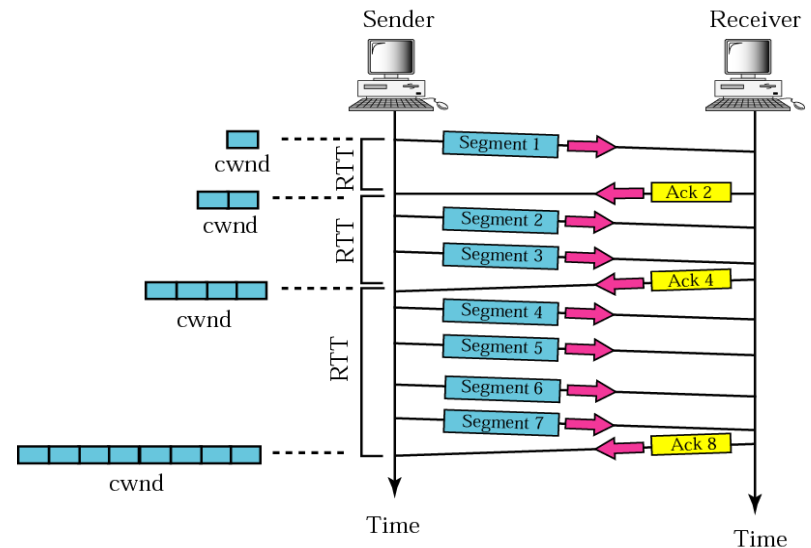 Sender
Receiver
Segment 1
cwnd
RTT
Ack 2
cwnd
Segment 2
RTT
Segment 3
Ack 4
cwnd
Segment 4
Segment 5
RTT
Segment 6
Segment 7
Ack 8
cwnd
Time
Time